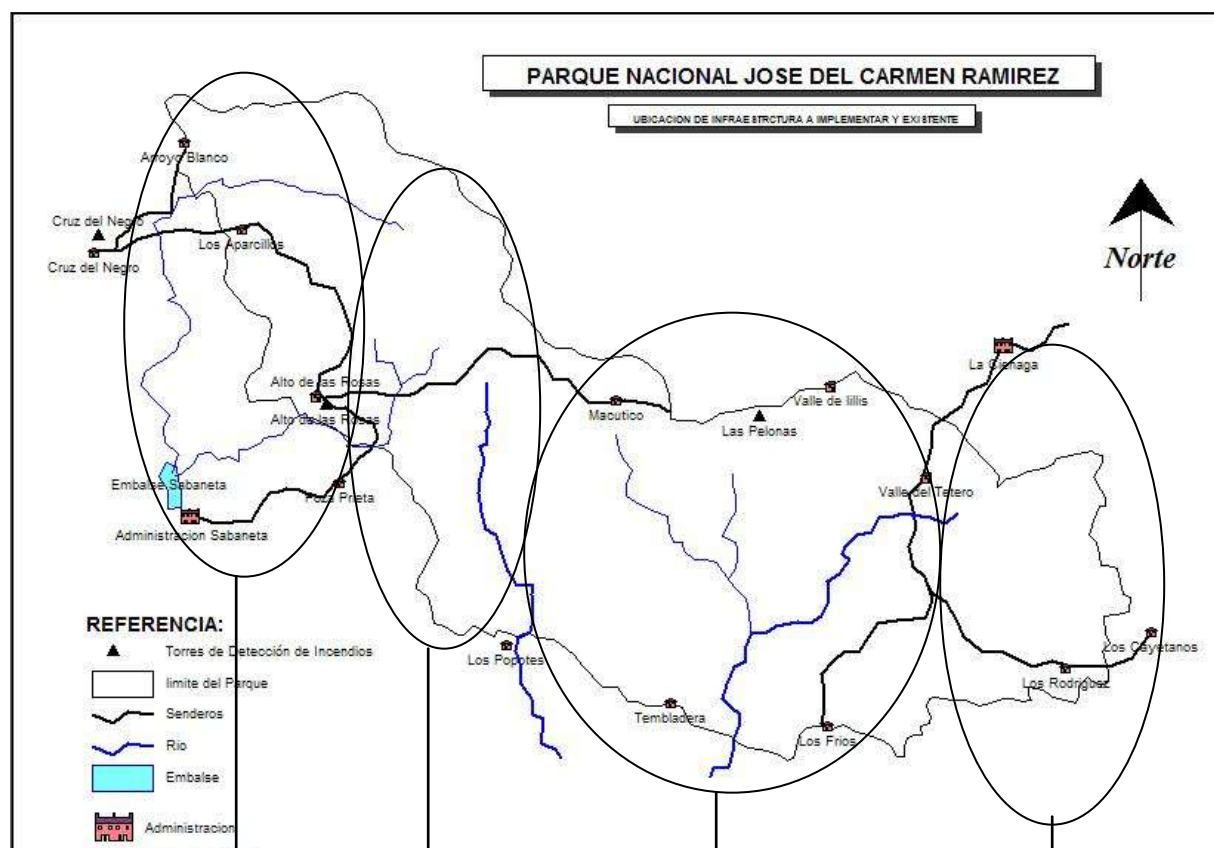 PARQUE NACIONAL JOSE DEL CARMEN RAMIREZ
UBICACION DE INFRAESTRCTURA A IMPLEMENTAR Y EXISTENTE
Arroyo Blanco
Cruz del Negro
Los Aparcillos
Cruz del Negro
Norte
La Cienaga
Alto de las Rosas
Alto de las Rosas
Macutico
Valle de lilis
Las Pelonas
Embalse Sabaneta
Poza Prieta
Valle del Tetero
Administracion Sabaneta
REFERENCIA:
Torres de Detección de Incendios
limite del Parque
Senderos
Rio
Embalse
Administracion
Los Popotes
Los Cayetanos
Los Rodriguez
Tembladera
Los Frios